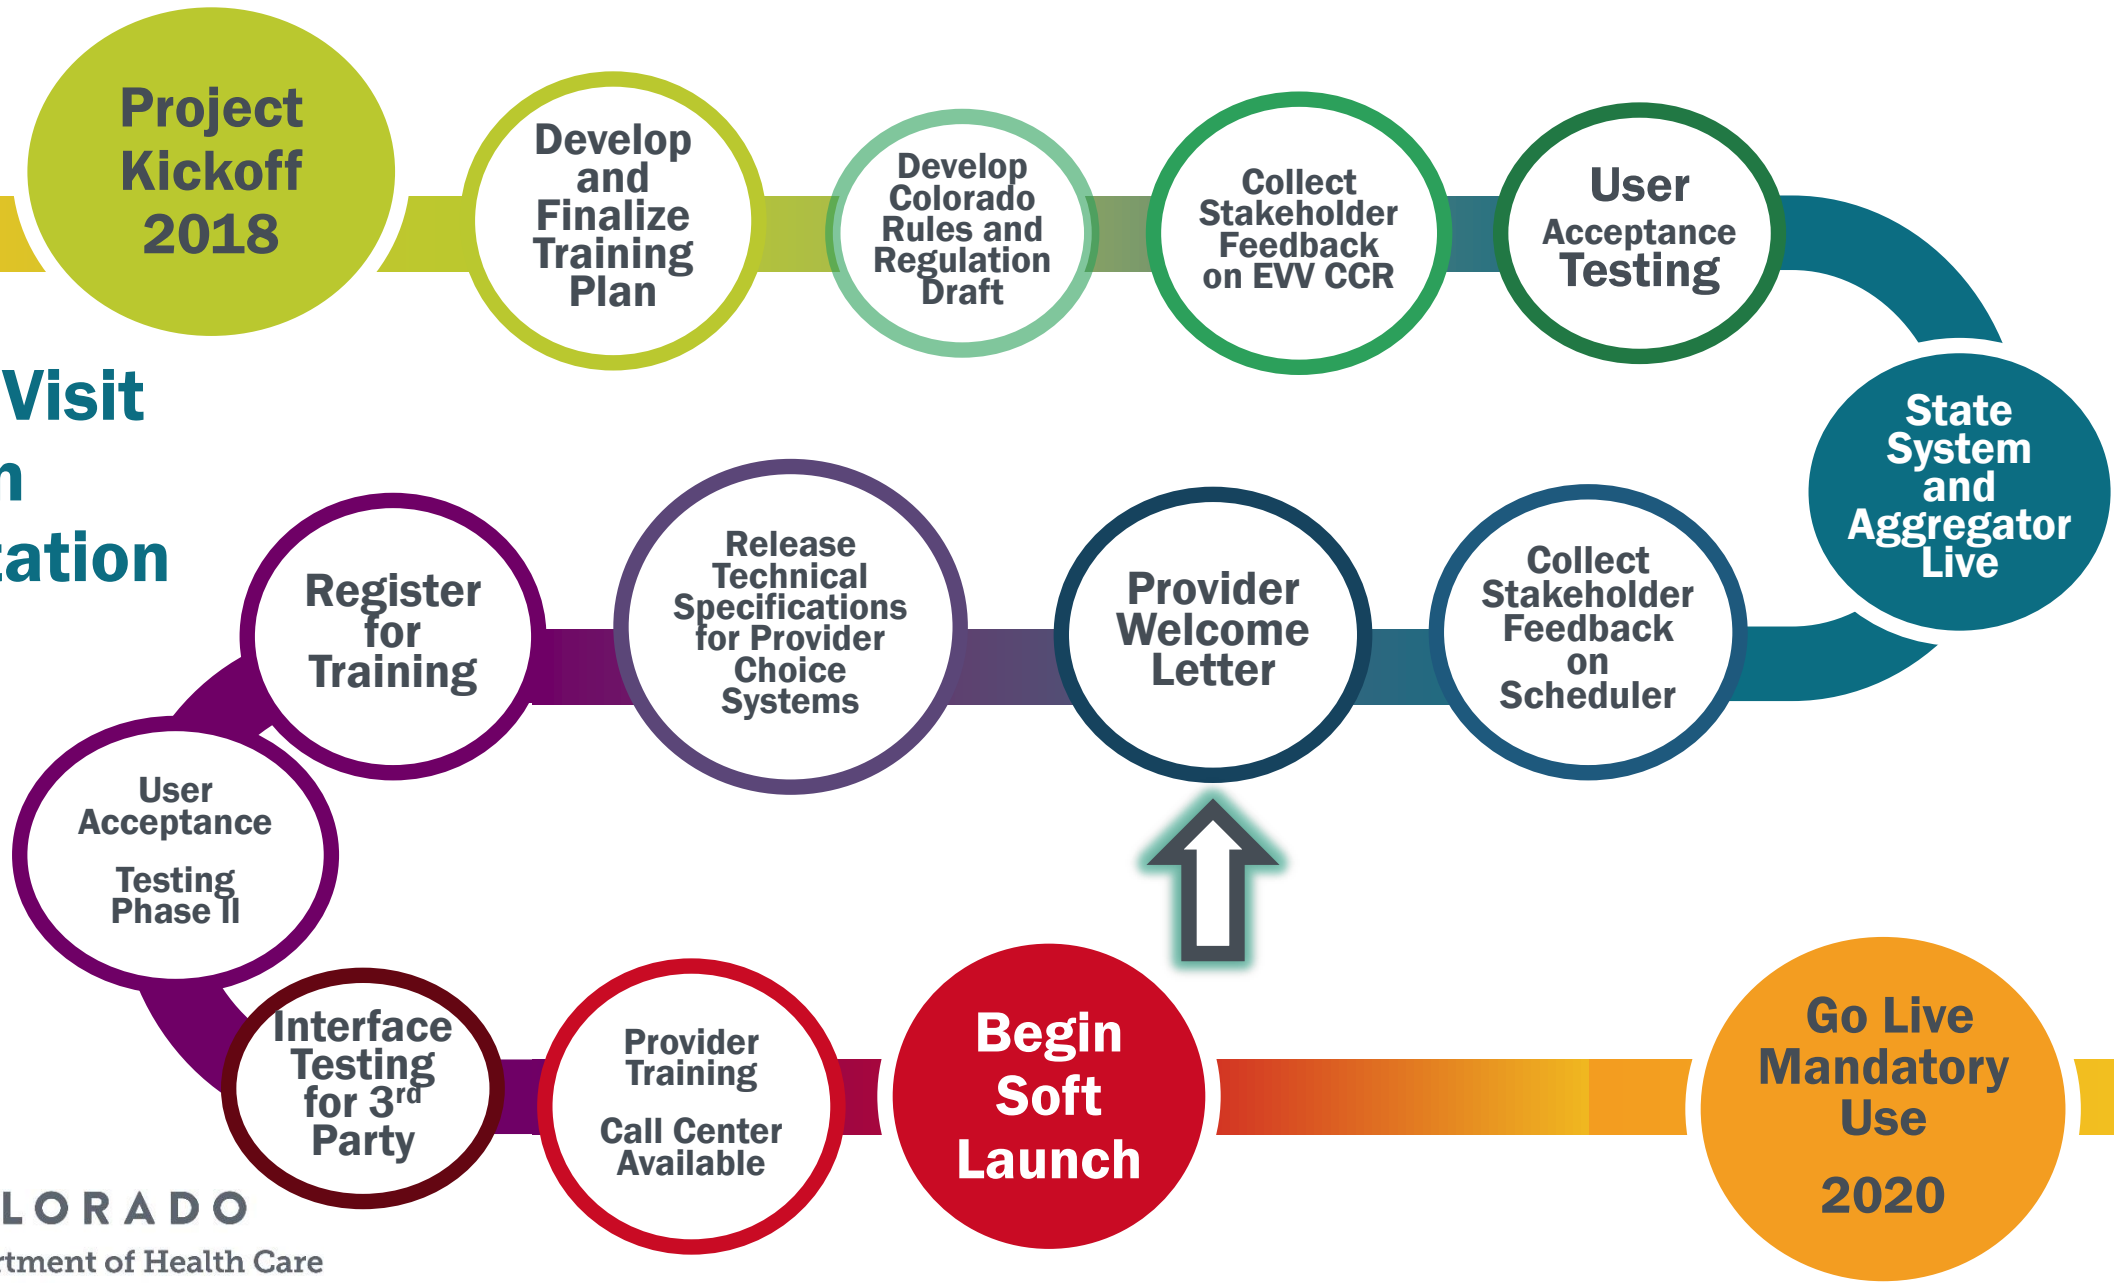 Project
Kickoff
2018
Develop
and
Finalize
Training
Plan
Develop
Colorado
Rules and
Regulation
Draft
Collect
Stakeholder
Feedback
on EVV CCR
User
Acceptance
Testing
State
System
and
Aggregator
Live
Visit
n
tation
Collect
Stakeholder
Feedback
on
Scheduler
Provider
Welcome
Letter
Release
Technical
Specifications
for Provider
Choice
Systems
Register
for
Training
User
Acceptance
Testing
Phase II
Interface
Testing
for 3rd
Party
Provider
Training
Call Center
Available
Begin
Soft
Launch
Go Live
Mandatory
Use
2020
LORADO
rtment of Health Care